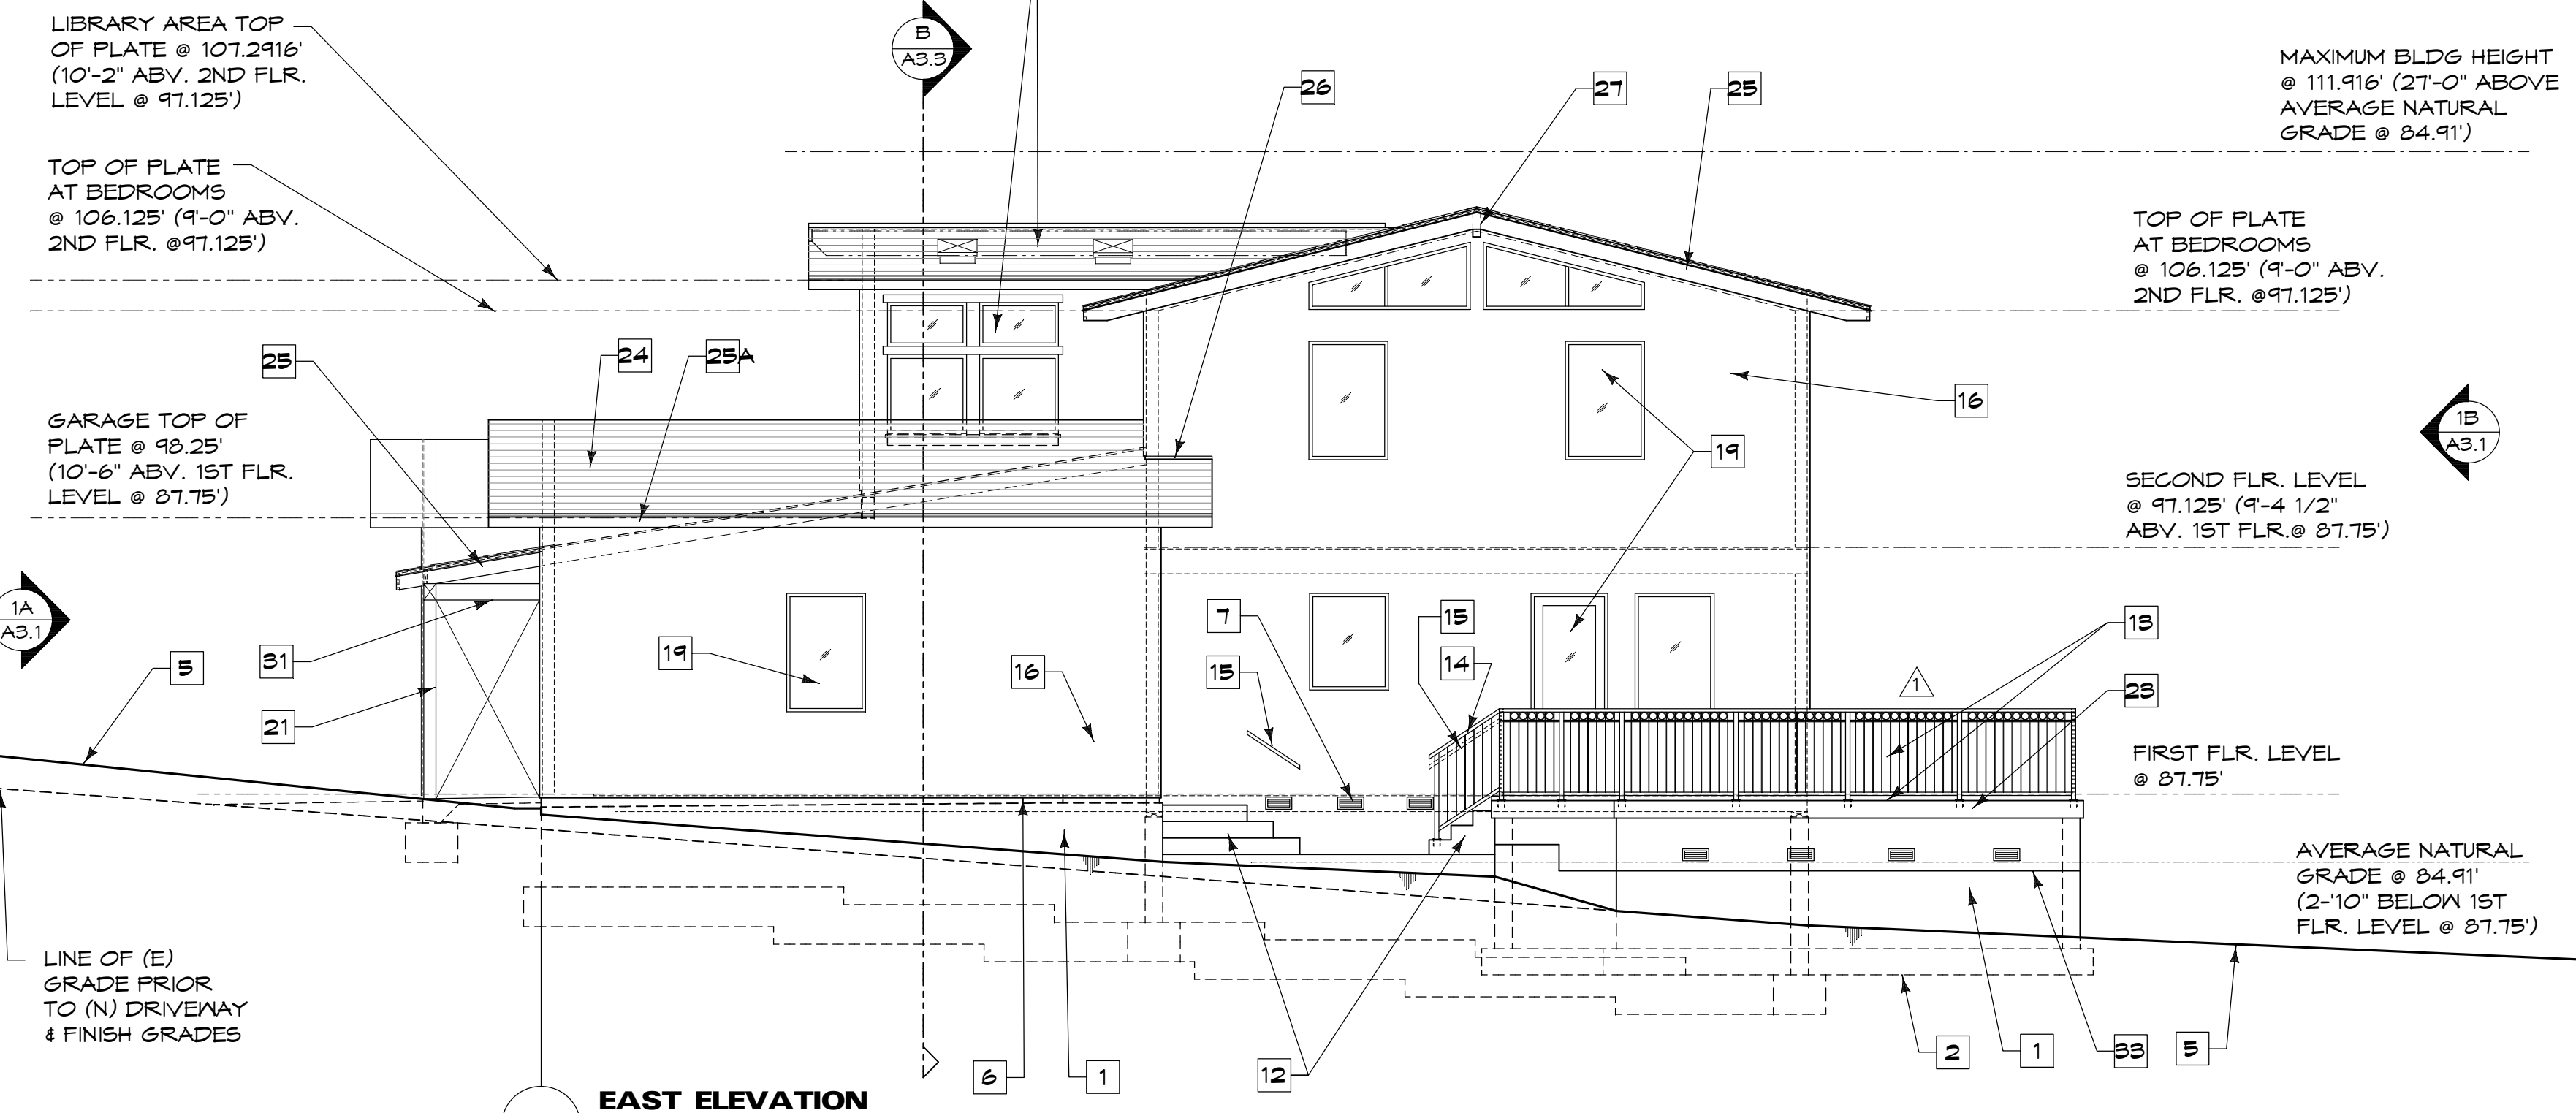 LIBRARY AREA TOP
OF PLATE @ 107.2916'
(10'-2" ABV. 2ND FLR.
LEVEL @ 97.125')
TOP OF PLATE
AT BEDROOMS
@ 106.125' (9'-0" ABV.
2ND FLR. @97.125')
GARAGE TOP OF
PLATE @ 98.25'
(10'-6" ABV. 1ST FLR.
LEVEL @ 87.75')
B
A3.3
26
27
25
MAXIMUM BLDG HEIGHT
@ 111.916' (27'-0" ABOVE
AVERAGE NATURAL
GRADE @ 84.91')
TOP OF PLATE
AT BEDROOMS
@ 106.125' (9'-0" ABV.
2ND FLR. @97.125')
25
24
25A
16
19
1B
A3.1
SECOND FLR. LEVEL
@ 97.125' (9'-4 1/2"
ABV. 1ST FLR.@ 87.75')
1A
A3.1
5
31
21
19
16
7
15
15
14
13
1
23
FIRST FLR. LEVEL
@ 87.75'
AVERAGE NATURAL
GRADE @ 84.91'
(2-'10" BELOW 1ST
FLR. LEVEL @ 87.75')
LINE OF (E)
GRADE PRIOR
TO (N) DRIVEWAY
& FINISH GRADES
6
1
12
2
1
33
5
EAST ELEVATION